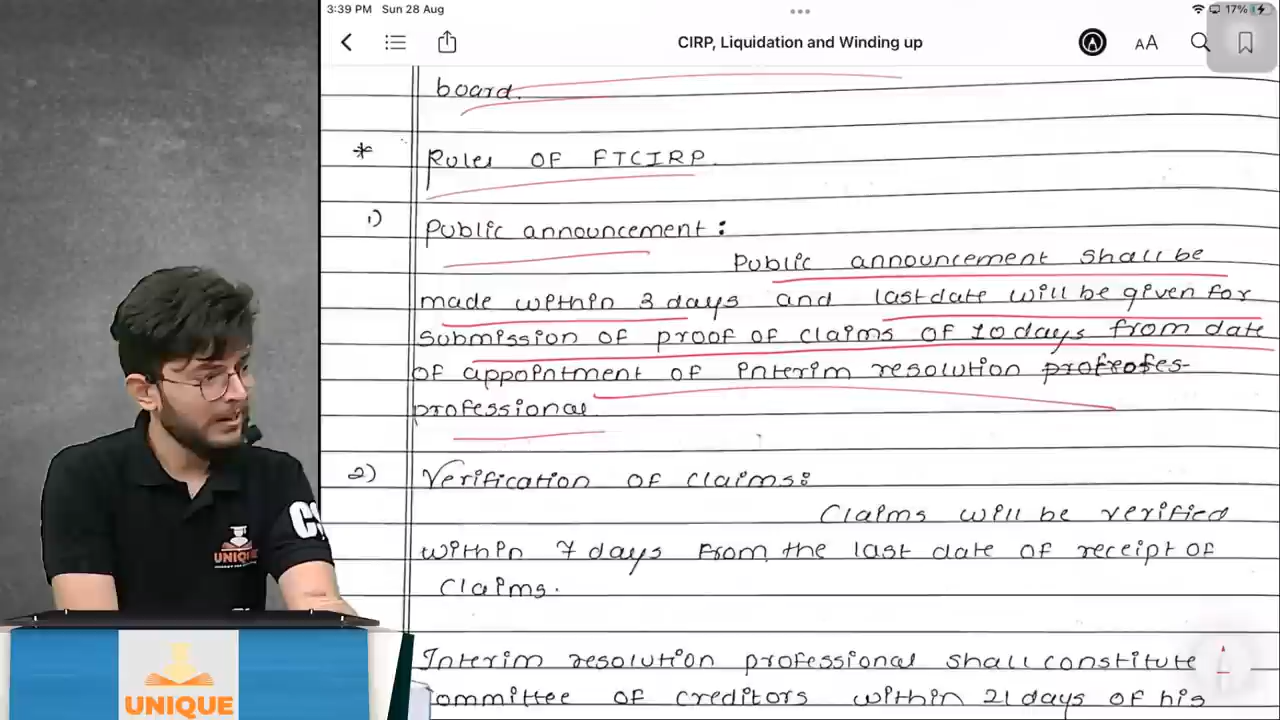 3:39 PM Sun 28 Aug
17%
CIRP, Liquidation and Winding up
AA
board.
* Rules OF FTCIRP.
1) Public announcement:
Public announcement shall be
made within 3 days and last date will be given for
submission of proof of claims of 10 days from date
of appointment of interim resolution
professional
2) Verification of claims:
Claims will be verified
within 7 days from the last date of receipt of
claims.
Interim resolution professional shall constitute
committee of creditors within 21 days of his
UNIQUE
CS
UNIQUE